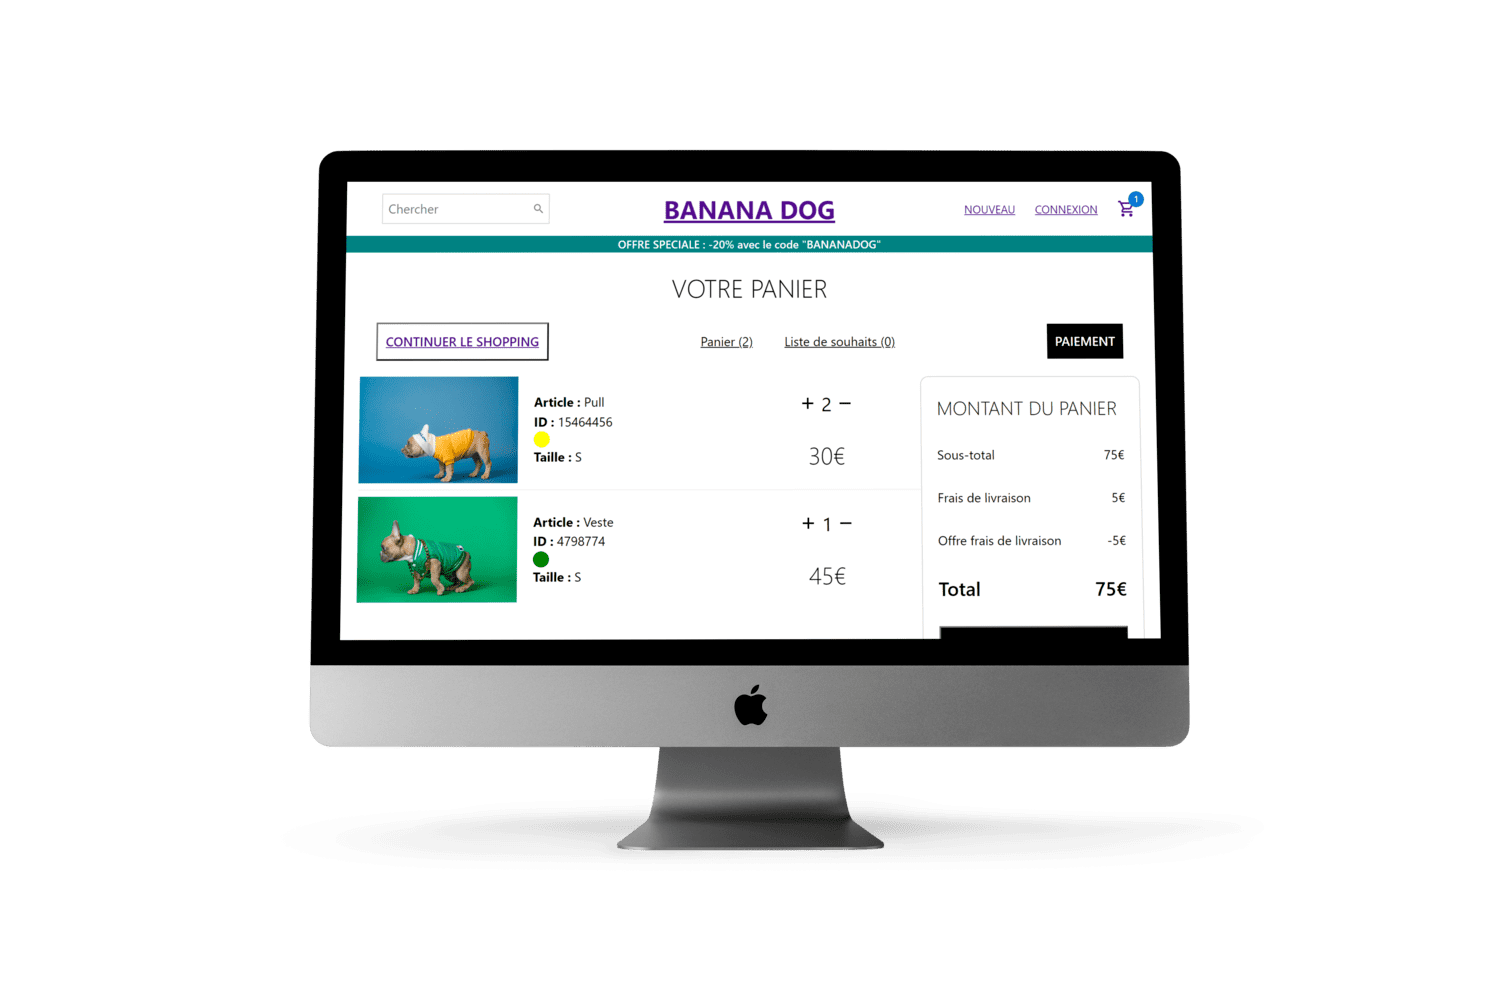 Chercher
BANANA DOG
NOUVEAU
CONNEXION
1
OFFRE SPECIALE : -20% avec le code "BANANADOG"
VOTRE PANIER
CONTINUER LE SHOPPING
Panier (2)
Liste de souhaits (0)
PAIEMENT
Article : Pull
ID : 15464456
Taille : S
+ 2 −
30€
Article : Veste
ID : 4798774
Taille : S
+ 1 −
45€
MONTANT DU PANIER
Sous-total 75€
Frais de livraison 5€
Offre frais de livraison -5€
Total 75€